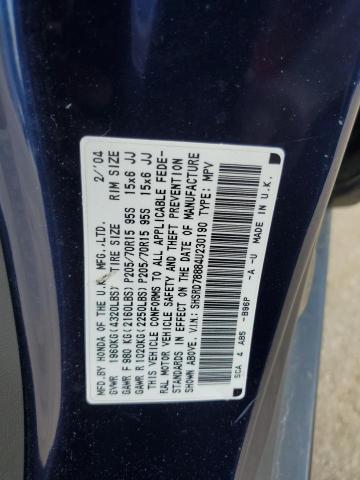 MFD.BY HONDA OF THE U.K. MFG.,LTD. 2/'04
GVWR 1960KG(4320LBS) TIRE SIZE RIM SIZE
GAWR F 980 KG(2160LBS) P205/70R15 95S 15x6 JJ
GAWR R 1020KG(2250LBS) P205/70R15 95S 15x6 JJ
THIS VEHICLE CONFORMS TO ALL APPLICABLE FEDE-
RAL MOTOR VEHICLE SAFETY AND THEFT PREVENTION
STANDARDS IN EFFECT ON THE DATE OF MANUFACTURE
SHOWN ABOVE. V.I.N: SHSRD78884U230190 TYPE: MPV
SCA 4 AB5 -B96P -A -U MADE IN U.K.